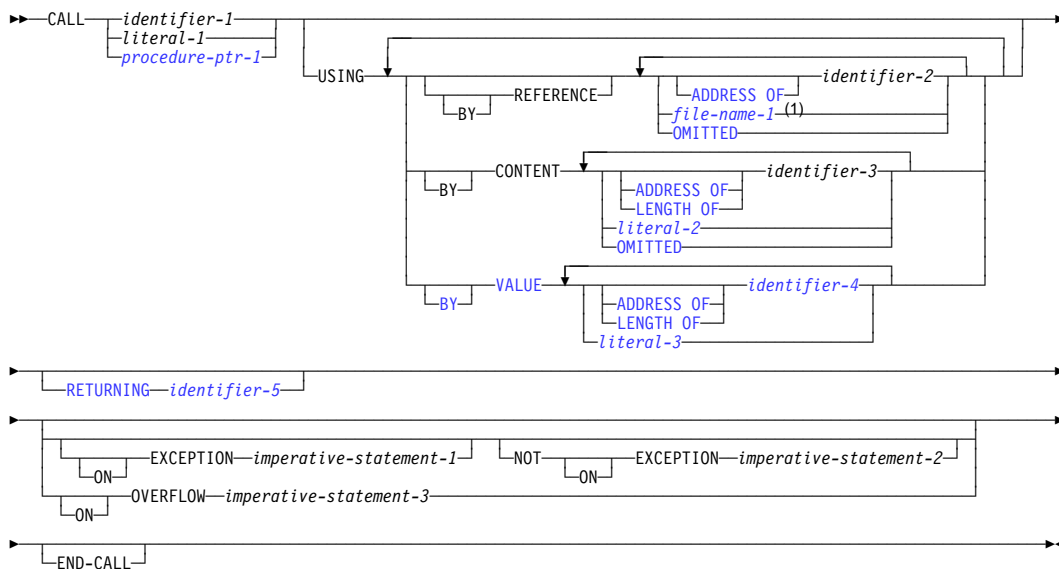 CALL identifier-1
literal-1
procedure-ptr-1
USING
BY REFERENCE ADDRESS OF identifier-2
file-name-1 (1)
OMITTED
BY CONTENT ADDRESS OF identifier-3
LENGTH OF
literal-2
OMITTED
BY VALUE ADDRESS OF identifier-4
LENGTH OF
literal-3
RETURNING identifier-5
ON EXCEPTION imperative-statement-1 NOT ON EXCEPTION imperative-statement-2
ON OVERFLOW imperative-statement-3
END-CALL